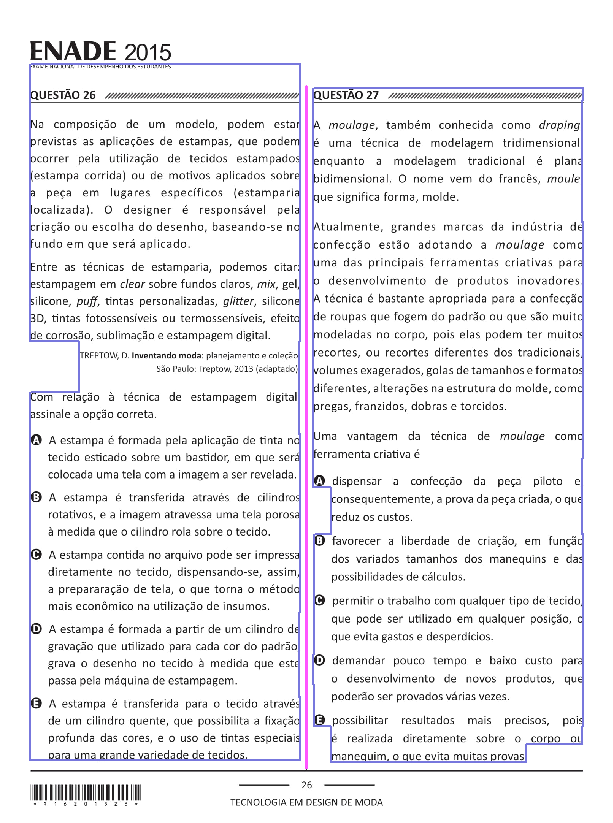 ENADE 2015
EXAME NACIONAL DE DESEMPENHO DOS ESTUDANTES
QUESTÃO 26
Na composição de um modelo, podem estar
previstas as aplicações de estampas, que podem
ocorrer pela utilização de tecidos estampados
(estampa corrida) ou de motivos aplicados sobre
a peça em lugares específicos (estamparia
localizada). O designer é responsável pela
criação ou escolha do desenho, baseando-se no
fundo em que será aplicado.
Entre as técnicas de estamparia, podemos citar:
estampagem em clear sobre fundos claros, mix, gel,
silicone, puff, tintas personalizadas, glitter, silicone
3D, tintas fotossensíveis ou termossensíveis, efeito
de corrosão, sublimação e estampagem digital.
TREPTOW, D. Inventando moda: planejamento e coleção.
São Paulo: Treptow, 2013 (adaptado).
Com relação à técnica de estampagem digital,
assinale a opção correta.
A A estampa é formada pela aplicação de tinta no
tecido esticado sobre um bastidor, em que será
colocada uma tela com a imagem a ser revelada.
B A estampa é transferida através de cilindros
rotativos, e a imagem atravessa uma tela porosa
à medida que o cilindro rola sobre o tecido.
C A estampa contida no arquivo pode ser impressa
diretamente no tecido, dispensando-se, assim,
a prepararação de tela, o que torna o método
mais econômico na utilização de insumos.
D A estampa é formada a partir de um cilindro de
gravação que utilizado para cada cor do padrão,
grava o desenho no tecido à medida que este
passa pela máquina de estampagem.
E A estampa é transferida para o tecido através
de um cilindro quente, que possibilita a fixação
profunda das cores, e o uso de tintas especiais
para uma grande variedade de tecidos.
QUESTÃO 27
A moulage, também conhecida como draping,
é uma técnica de modelagem tridimensional,
enquanto a modelagem tradicional é plana,
bidimensional. O nome vem do francês, moule,
que significa forma, molde.
Atualmente, grandes marcas da indústria de
confecção estão adotando a moulage como
uma das principais ferramentas criativas para
o desenvolvimento de produtos inovadores.
A técnica é bastante apropriada para a confecção
de roupas que fogem do padrão ou que são muito
modeladas no corpo, pois elas podem ter muitos
recortes, ou recortes diferentes dos tradicionais,
volumes exagerados, golas de tamanhos e formatos
diferentes, alterações na estrutura do molde, como
pregas, franzidos, dobras e torcidos.
Uma vantagem da técnica de moulage como
ferramenta criativa é
A dispensar a confecção da peça piloto e,
consequentemente, a prova da peça criada, o que
reduz os custos.
B favorecer a liberdade de criação, em função
dos variados tamanhos dos manequins e das
possibilidades de cálculos.
C permitir o trabalho com qualquer tipo de tecido,
que pode ser utilizado em qualquer posição, o
que evita gastos e desperdícios.
D demandar pouco tempo e baixo custo para
o desenvolvimento de novos produtos, que
poderão ser provados várias vezes.
E possibilitar resultados mais precisos, pois
é realizada diretamente sobre o corpo ou
manequim, o que evita muitas provas.
26
TECNOLOGIA EM DESIGN DE MODA